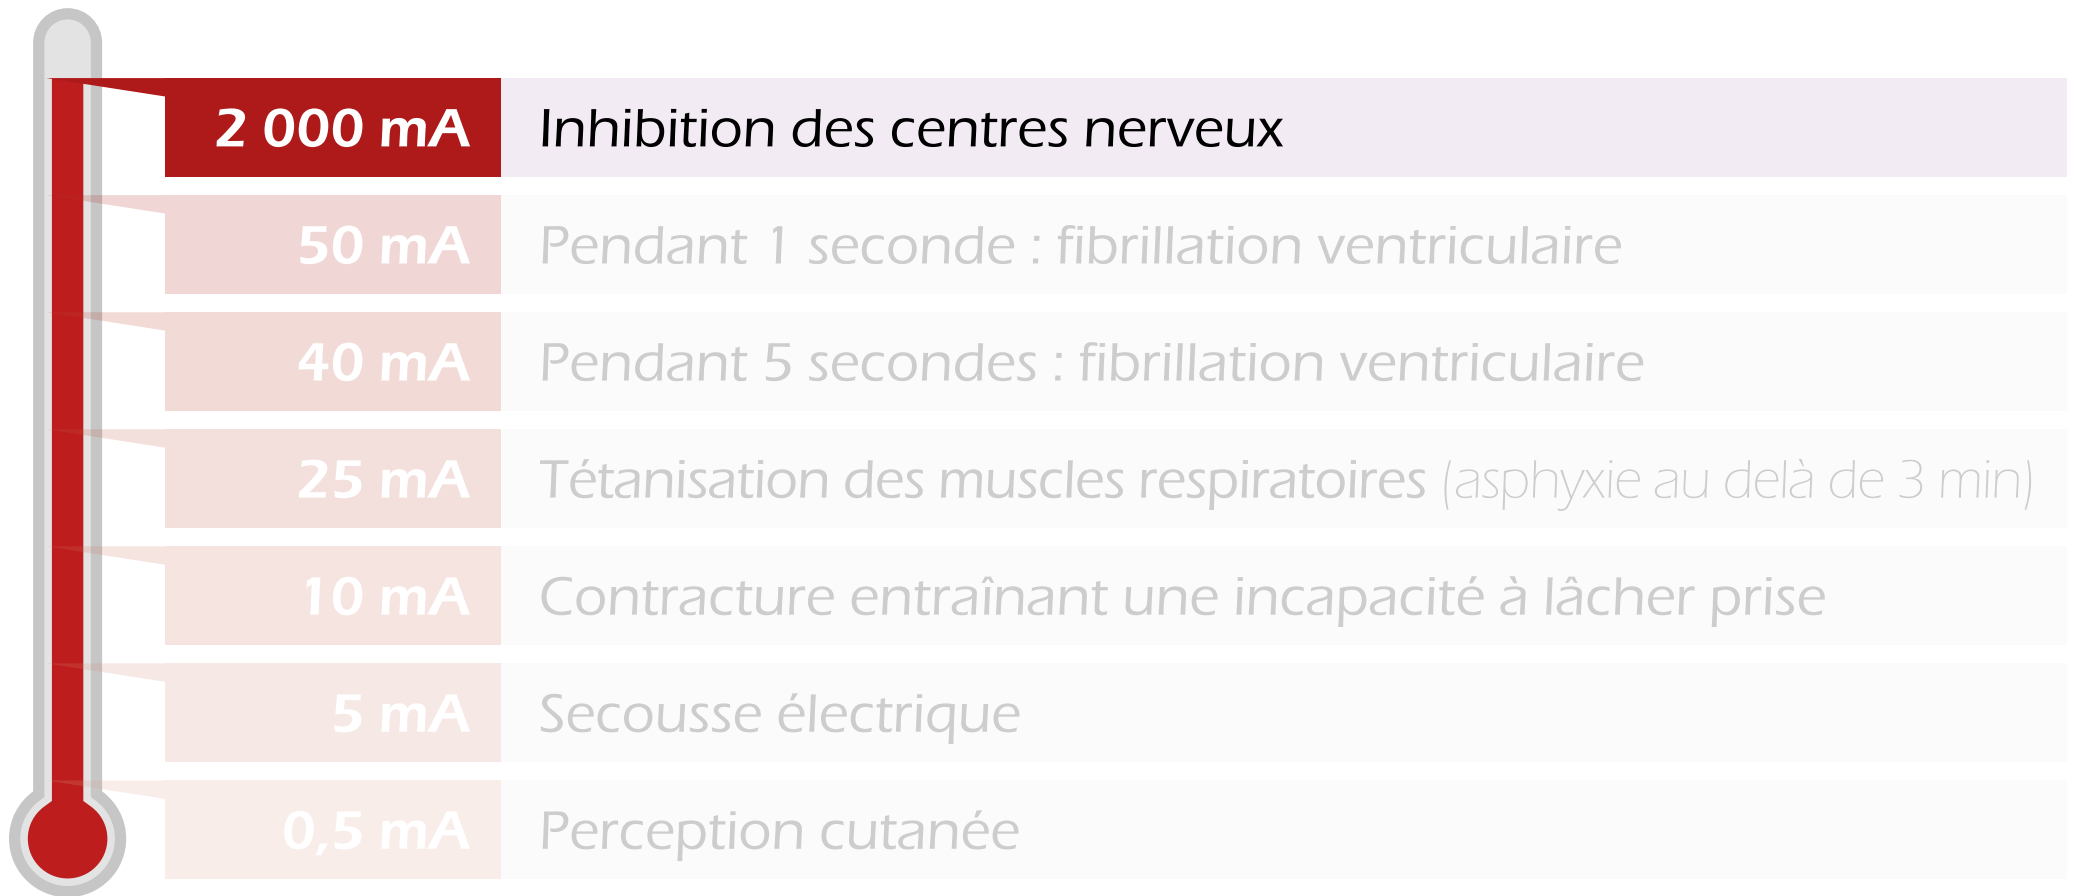 2 000 mA Inhibition des centres nerveux
50 mA Pendant 1 seconde : fibrillation ventriculaire
40 mA Pendant 5 secondes : fibrillation ventriculaire
25 mA Tétanisation des muscles respiratoires (asphyxie au delà de 3 min)
10 mA Contracture entraînant une incapacité à lâcher prise
5 mA Secousse électrique
0,5 mA Perception cutanée